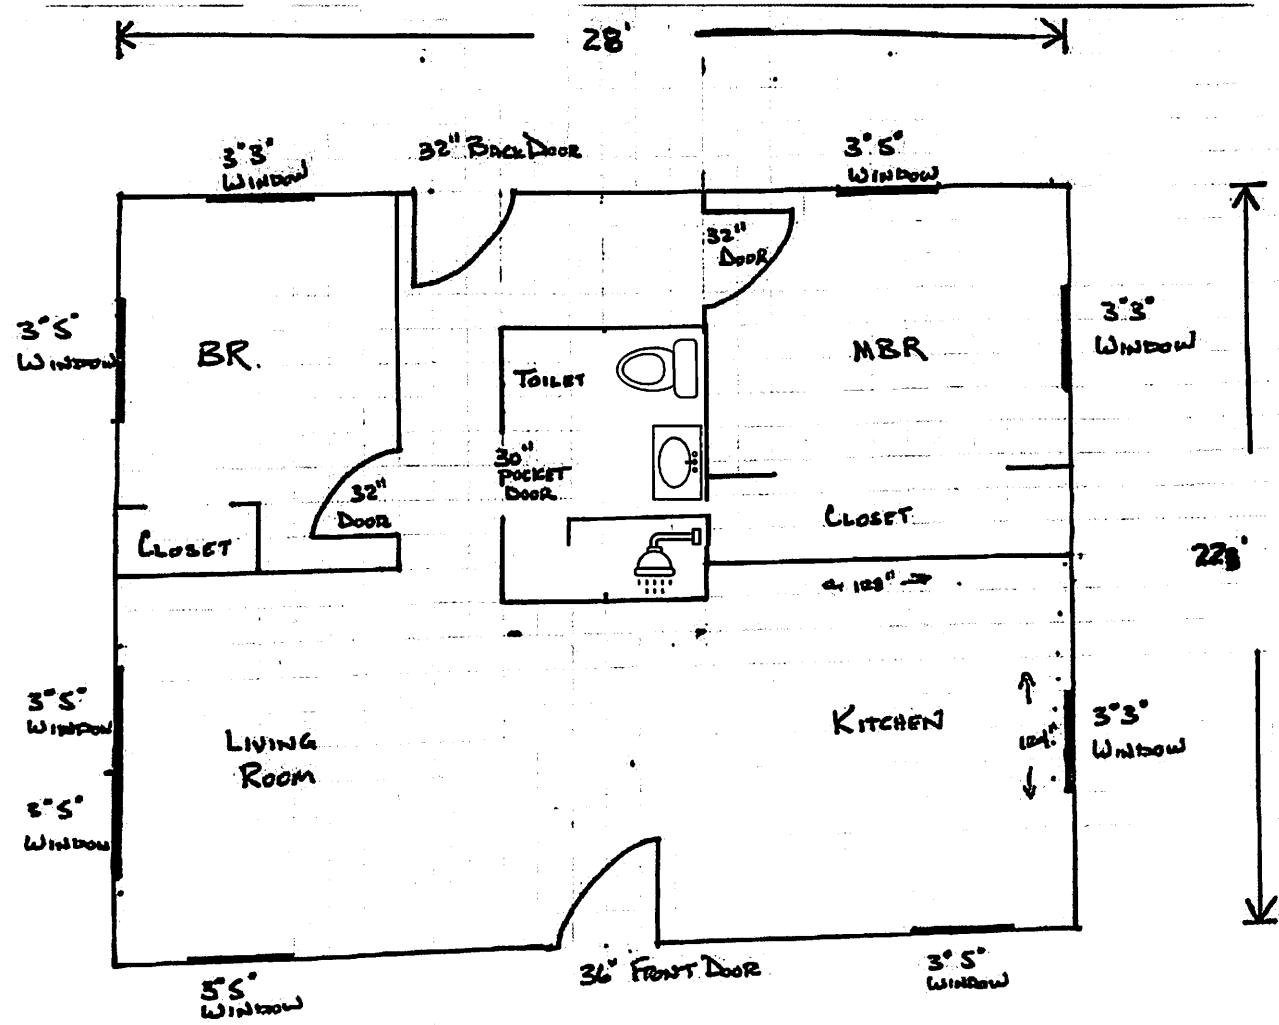 28'
32" BACK DOOR
3" 3"
WINDOW
3" 5"
WINDOW
32"
DOOR
3" 5"
WINDOW
BR.
MBR
3" 3"
WINDOW
TOILET
30"
POCKET
DOOR
32"
DOOR
CLOSET
CLOSET
128"
3" 5"
WINDOW
LIVING
ROOM
KITCHEN
3" 3"
WINDOW
3" 5"
WINDOW
36" FRONT DOOR
3" 5"
WINDOW
3" 5"
WINDOW